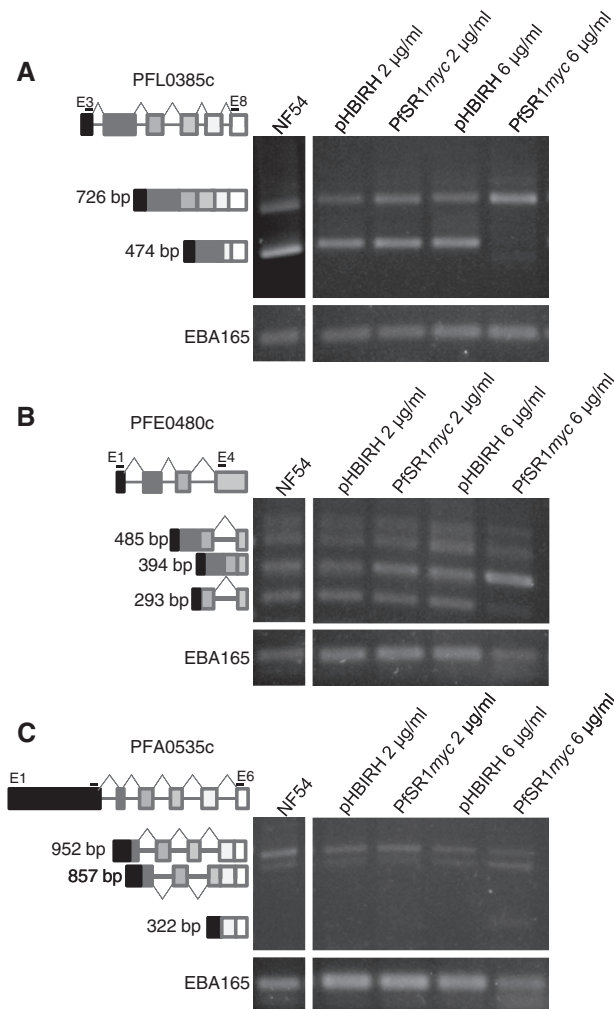 A
PFL0385c
E3 E8
NF54
pHBIRH 2 µg/ml
PfSR1myc 2 µg/ml
pHBIRH 6 µg/ml
PfSR1myc 6 µg/ml
726 bp
474 bp
EBA165
B
PFE0480c
E1 E4
NF54
pHBIRH 2 µg/ml
PfSR1myc 2 µg/ml
pHBIRH 6 µg/ml
PfSR1myc 6 µg/ml
485 bp
394 bp
293 bp
EBA165
C
PFA0535c
E1 E6
NF54
pHBIRH 2 µg/ml
PfSR1myc 2 µg/ml
pHBIRH 6 µg/ml
PfSR1myc 6 µg/ml
952 bp
857 bp
322 bp
EBA165